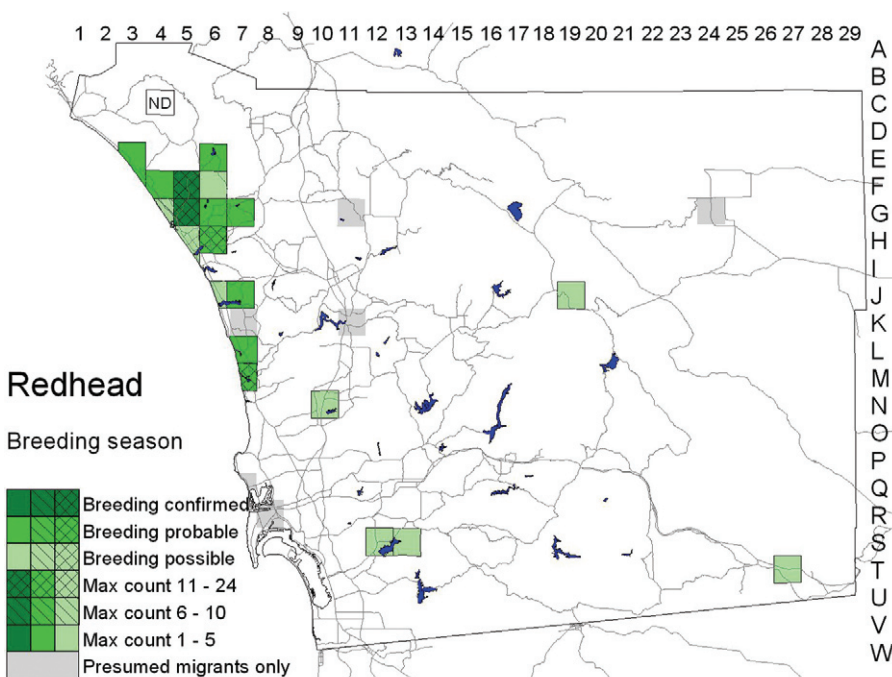 1 2 3 4 5 6 7 8 9 10 11 12 13 14 15 16 17 18 19 20 21 22 23 24 25 26 27 28 29
A
B
C
ND
D
E
F
G
H
I
J
K
L
M
N
O
P
Q
R
S
T
U
V
W
Redhead
Breeding season
Breeding confirmed
Breeding probable
Breeding possible
Max count 11 - 24
Max count 6 - 10
Max count 1 - 5
Presumed migrants only